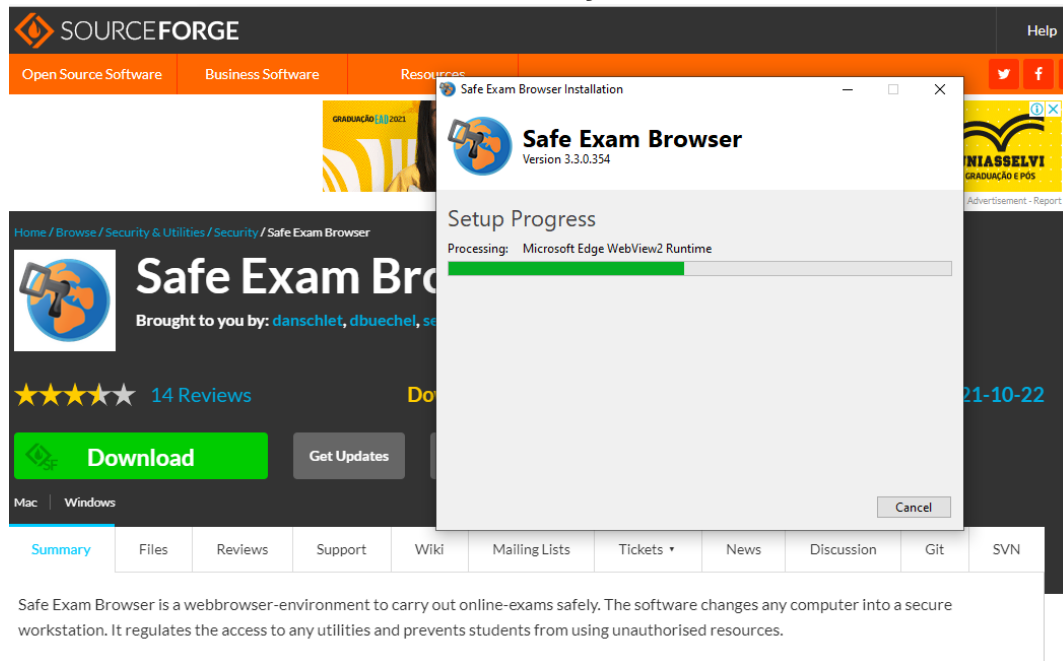 SOURCEFORGE
Help
Open Source Software
Business Software
Resources
Safe Exam Browser Installation
GRADUAÇÃO EAD 2021
Safe Exam Browser
Version 3.3.0.354
UNIASSELVI
GRADUAÇÃO E PÓS
Advertisement - Report
Setup Progress
Processing: Microsoft Edge WebView2 Runtime
Home / Browse / Security & Utilities / Security / Safe Exam Browser
Safe Exam Bro
Brought to you by: danschlet, dbuechel, se
14 Reviews
Do
21-10-22
SF
Download
Get Updates
Mac
Windows
Cancel
Summary
Files
Reviews
Support
Wiki
Mailing Lists
Tickets
News
Discussion
Git
SVN
Safe Exam Browser is a webbrowser-environment to carry out online-exams safely. The software changes any computer into a secure
workstation. It regulates the access to any utilities and prevents students from using unauthorised resources.